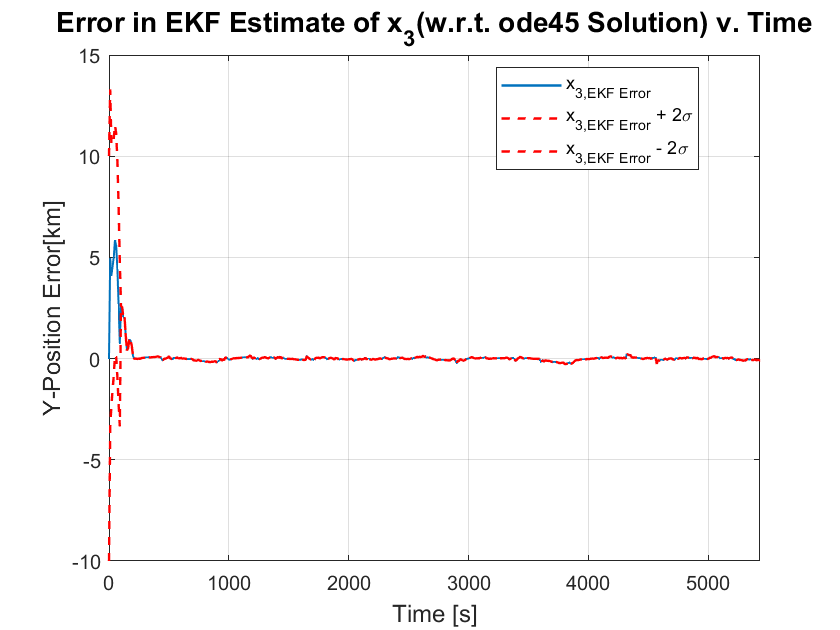 Error in EKF Estimate of x_3(w.r.t. ode45 Solution) v. Time
15
10
5
0
-5
-10
Y-Position Error[km]
x_3,EKF Error
x_3,EKF Error + 2σ
x_3,EKF Error - 2σ
0 1000 2000 3000 4000 5000
Time [s]